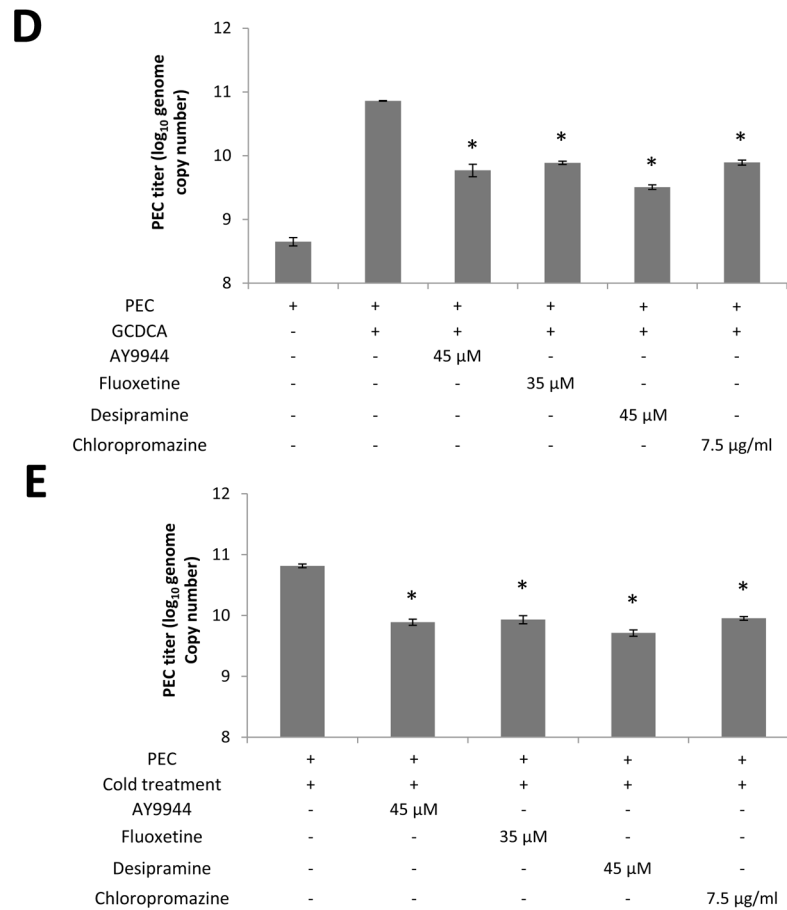 D
PEC titer (log10 genome
copy number)
12
11
10
9
8
* * * *
PEC + + + + + +
GCDCA - + + + + +
AY9944 - - 45 µM - - -
Fluoxetine - - - 35 µM - -
Desipramine - - - - 45 µM -
Chloropromazine - - - - - 7.5 µg/ml
E
PEC titer (log10 genome
Copy number)
12
11
10
9
8
* * * *
PEC + + + + +
Cold treatment + + + + +
AY9944 - 45 µM - - -
Fluoxetine - - 35 µM - -
Desipramine - - - 45 µM -
Chloropromazine - - - - 7.5 µg/ml